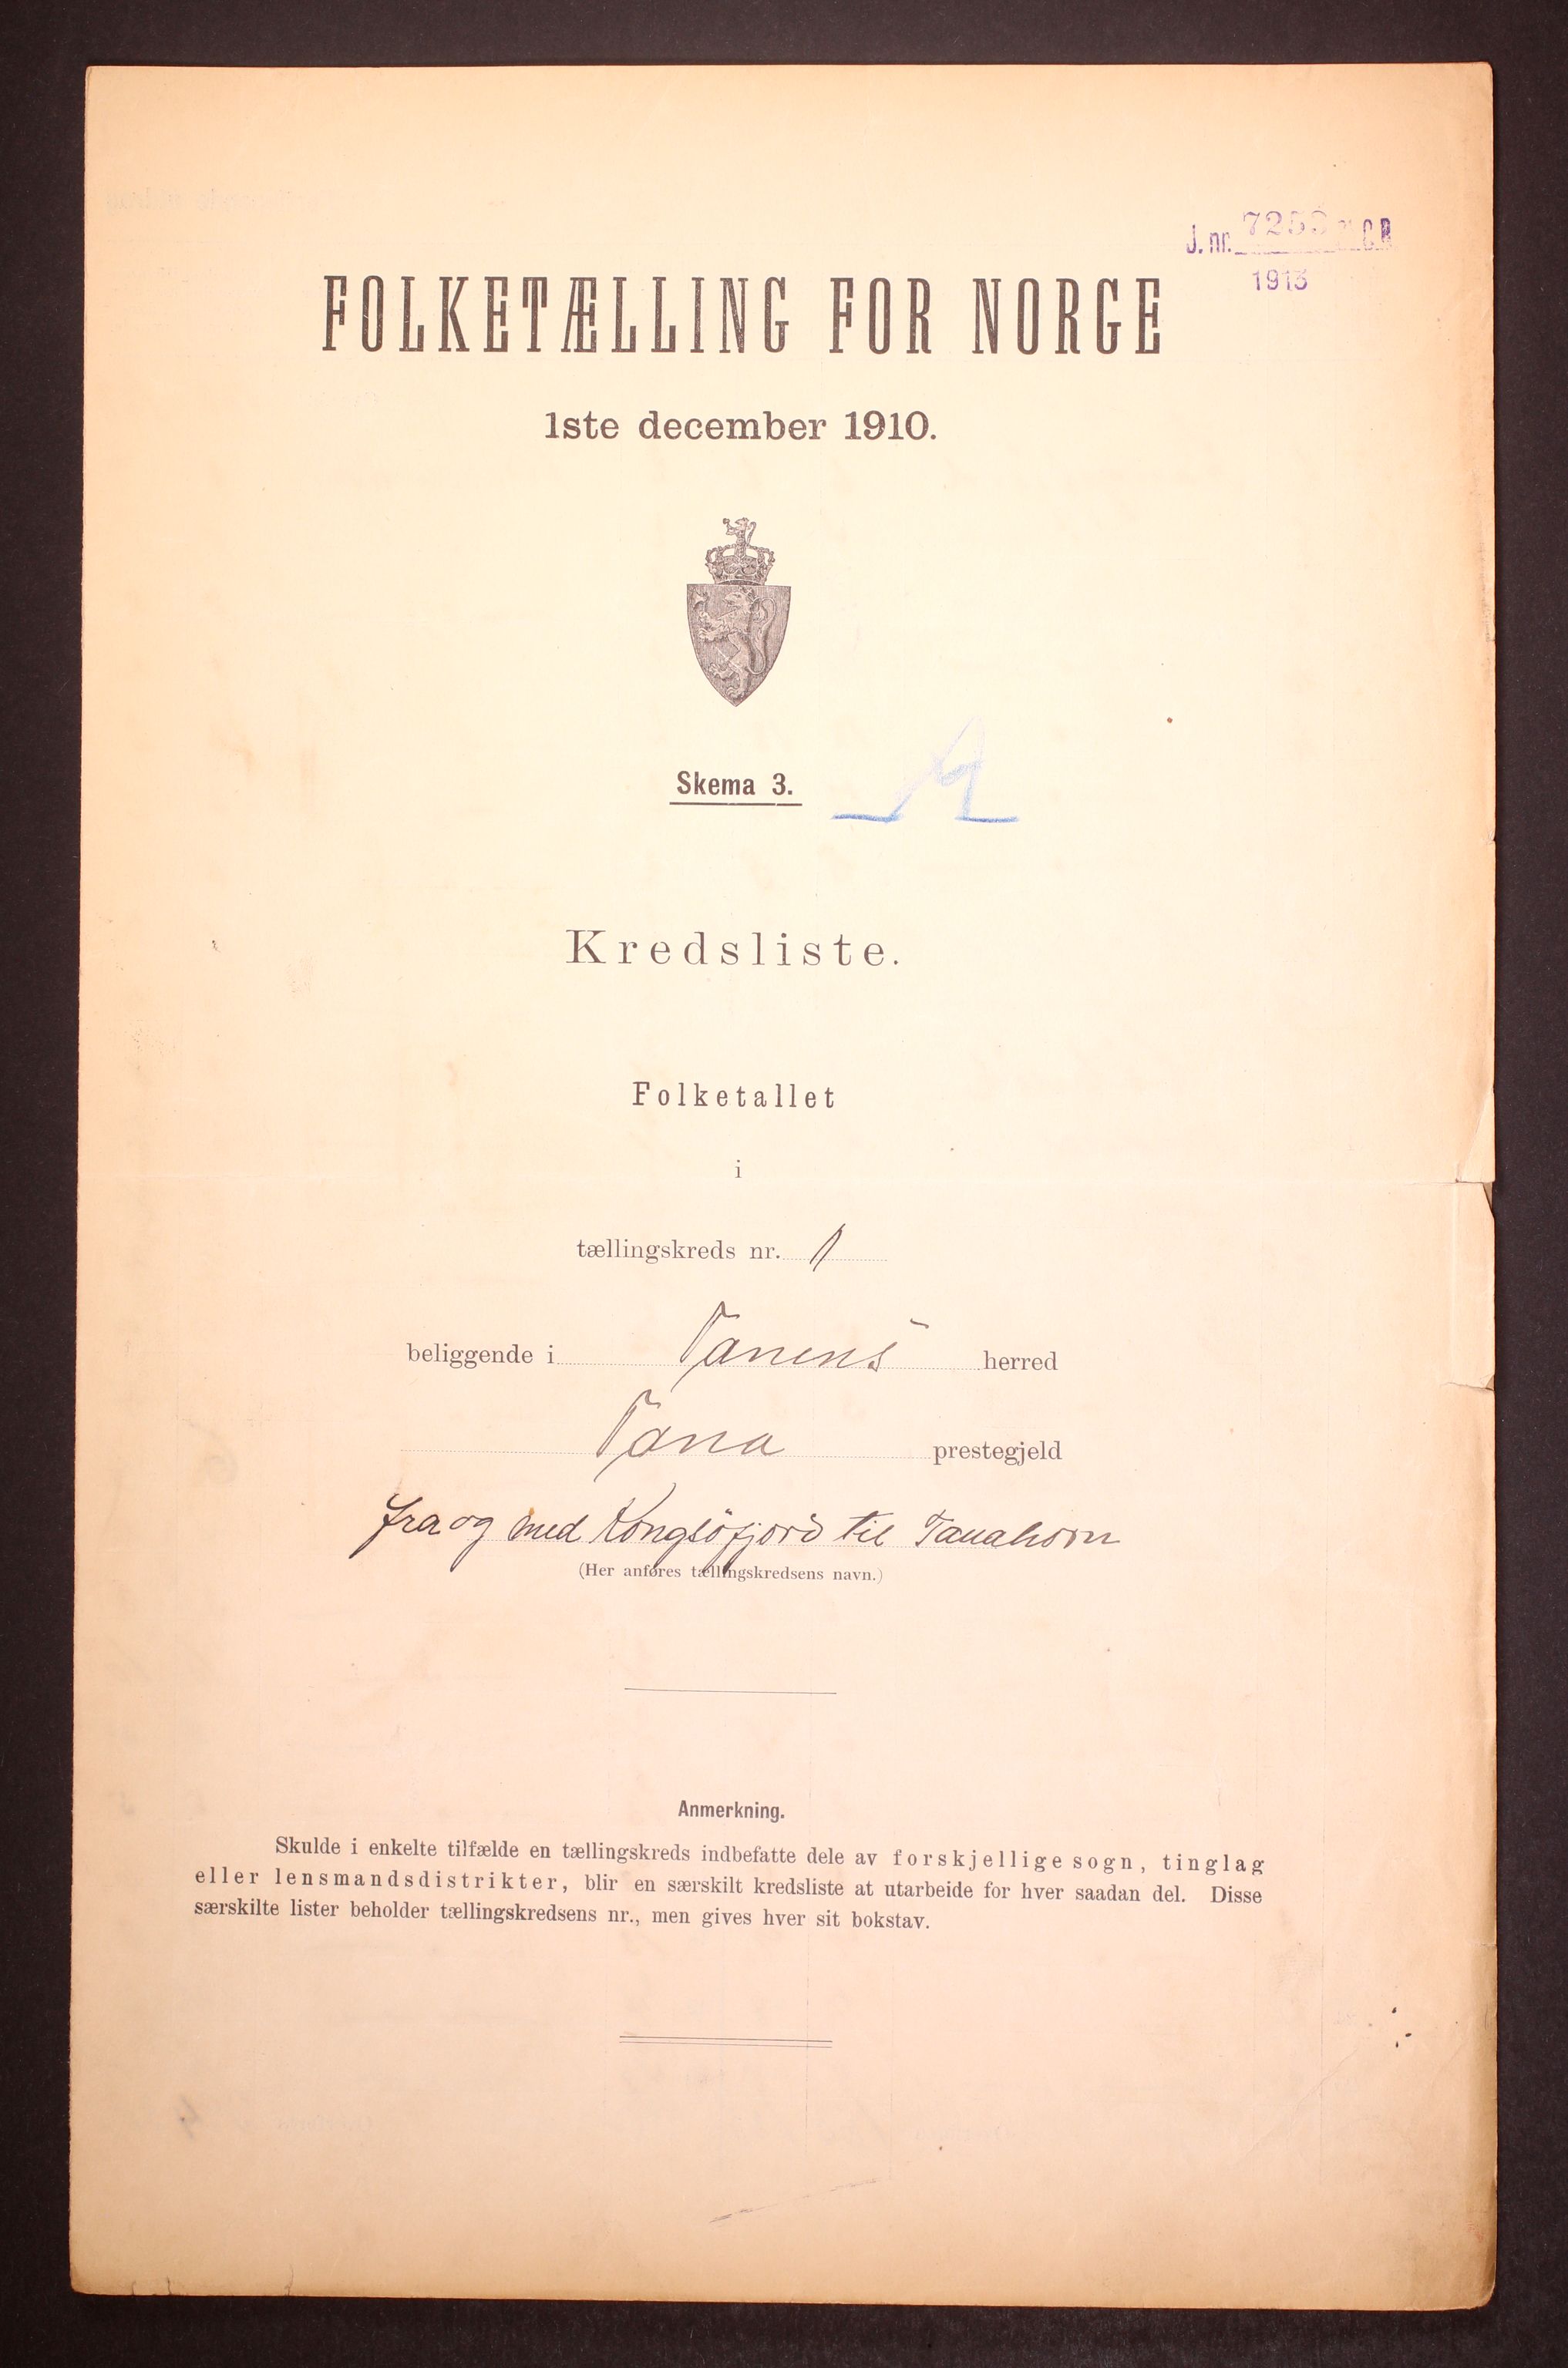 J. nr. 1913
FOLKETÆLLING FOR NORGE
1ste december 1910.
Skema 3.
Kredsliste.
Folketallet
i
tællingskreds nr. 1
beliggende i Tanens herred
Tana prestegjeld
fra og med Kongsöfjord til Tanahorn
(Her anføres tællingskredsens navn.)
Anmerkning.
Skulde i enkelte tilfælde en tællingskreds indbefatte dele av forskjellige sogn, tinglag
eller lensmandsdistrikter, blir en særskilt kredsliste at utarbeide for hver saadan del. Disse
særskilte lister beholder tællingskredsens nr., men gives hver sit bokstav.